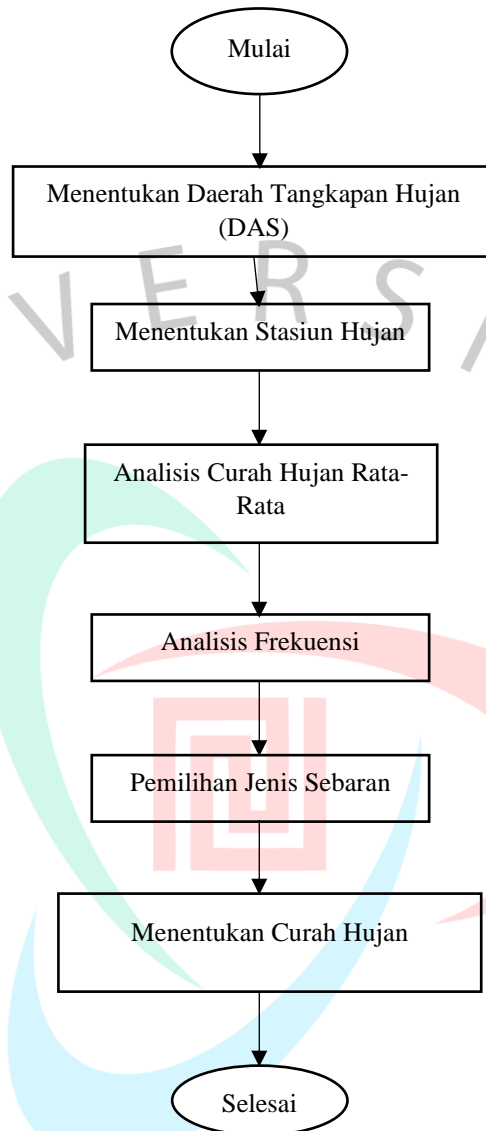 Mulai
Menentukan Daerah Tangkapan Hujan
(DAS)
V E R S I
Menentukan Stasiun Hujan
Analisis Curah Hujan Rata-
Rata
Analisis Frekuensi
Pemilihan Jenis Sebaran
Menentukan Curah Hujan
Selesai